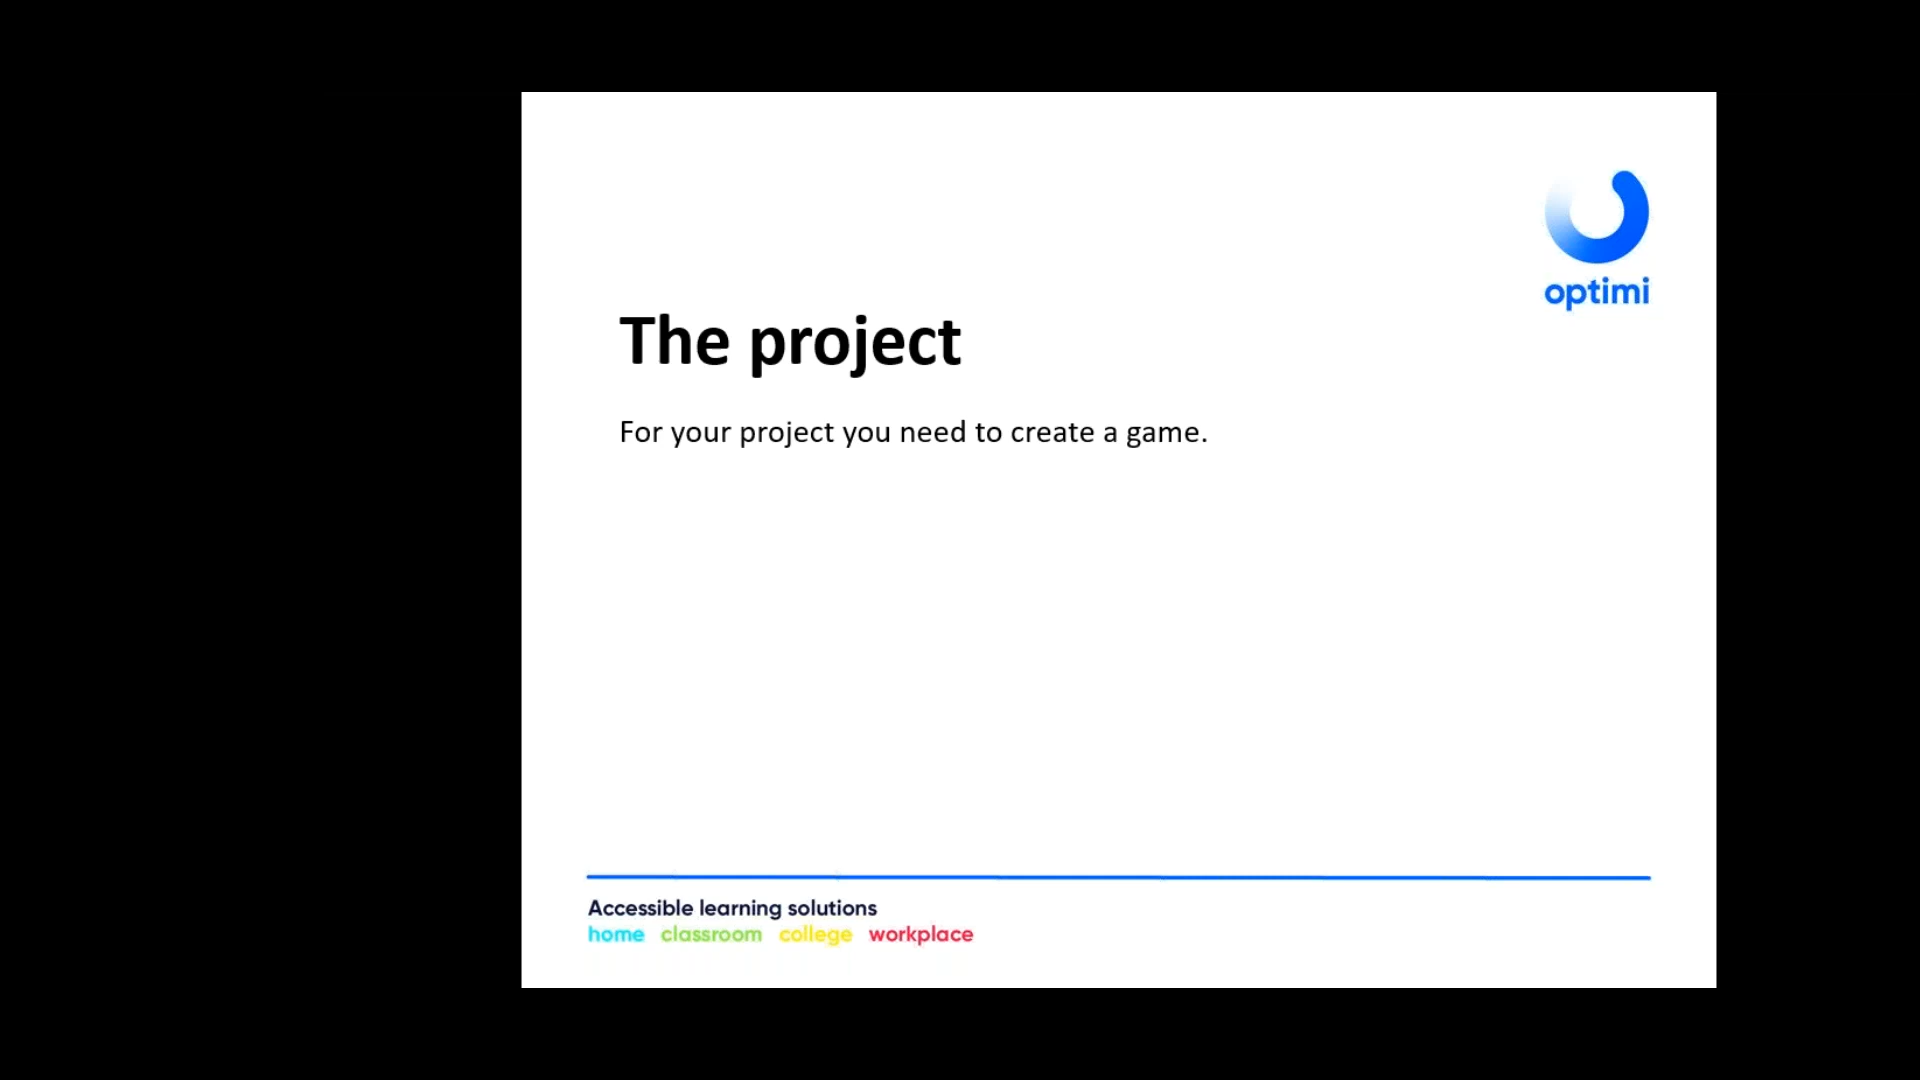 optimi
The project
For your project you need to create a game.
Accessible learning solutions
home classroom college workplace